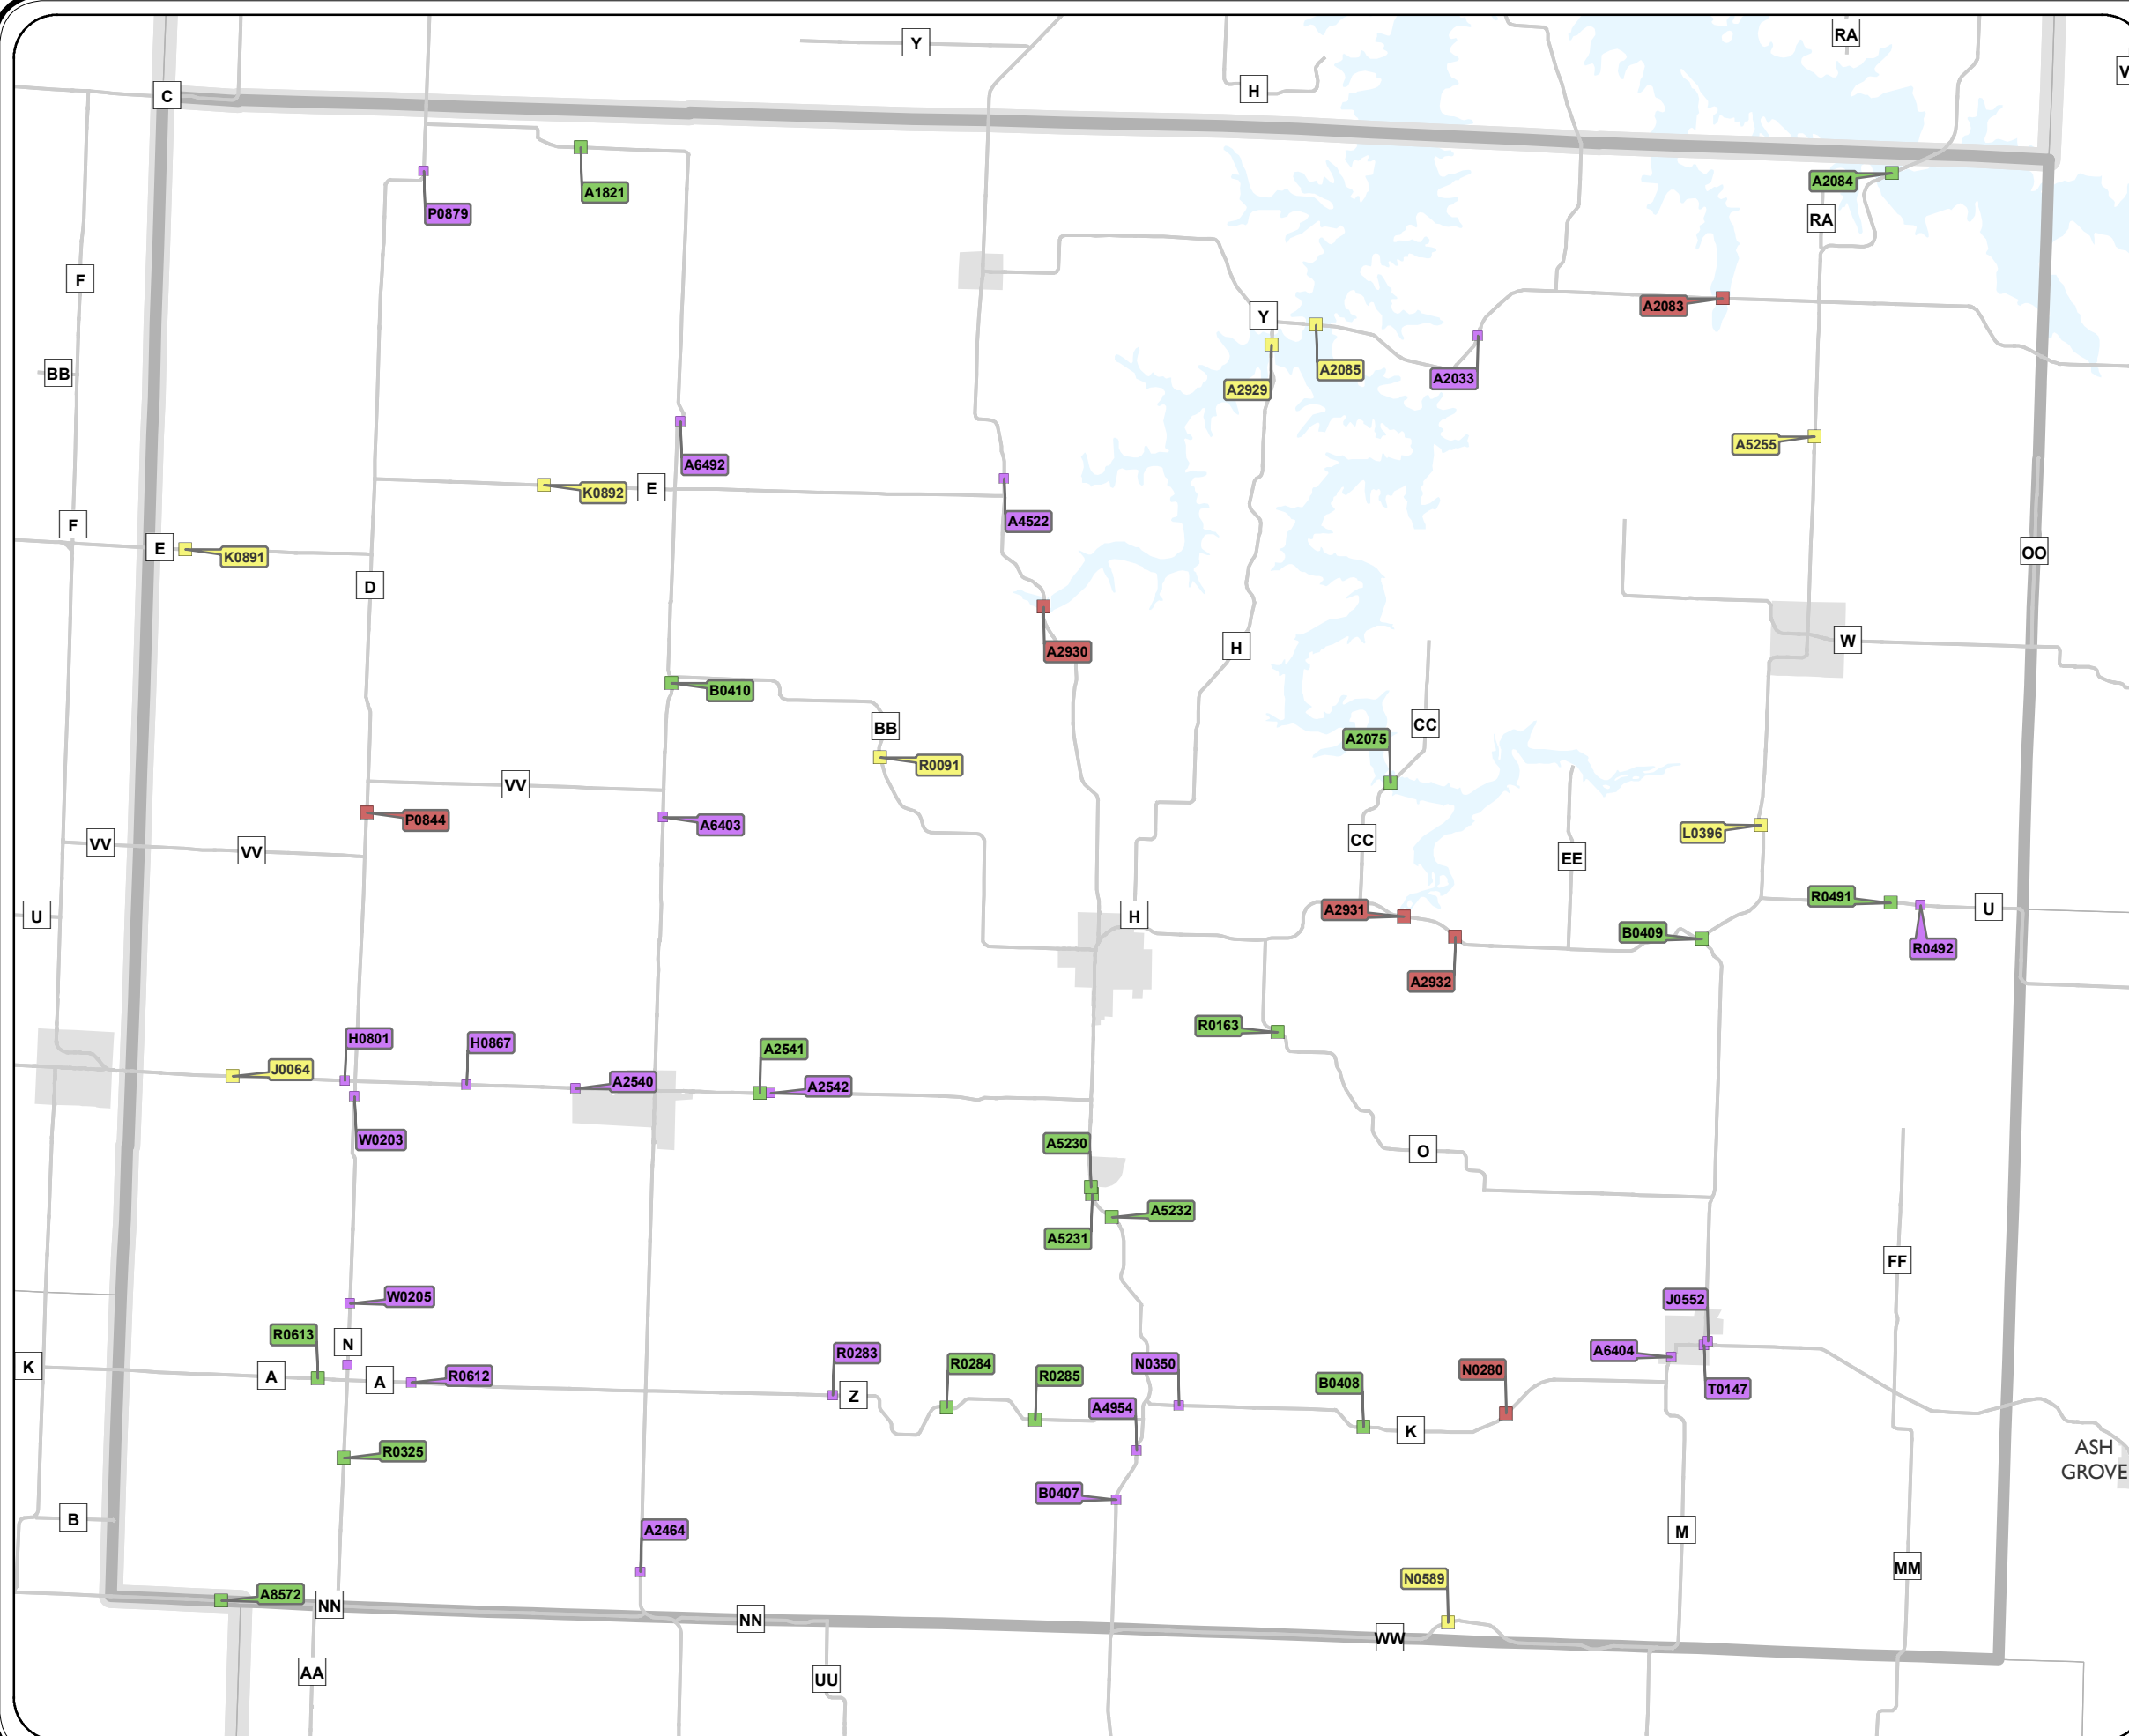 RA
Y
V
H
C
A2084
A1821
P0879
RA
F
A2083
Y
BB
A2085
A2033
A2929
A5255
A6492
K0892
E
A4522
F
E
K0891
OO
D
W
H
A2930
B0410
CC
BB
A2075
R0091
VV
P0844
A6403
L0396
CC
VV
VV
EE
R0491
U
A2931
H
U
B0409
R0492
A2932
R0163
H0801
H0867
A2541
J0064
A2540
A2542
W0203
A5230
O
A5232
A5231
FF
W0205
J0552
R0613
N
A6404
R0283
N0350
R0284
K
N0280
A
R0612
R0285
A
B0408
T0147
Z
A4954
K
R0325
ASH
GROVE
B0407
B
A2464
M
MM
N0589
A8572
NN
NN
WW
AA
UU